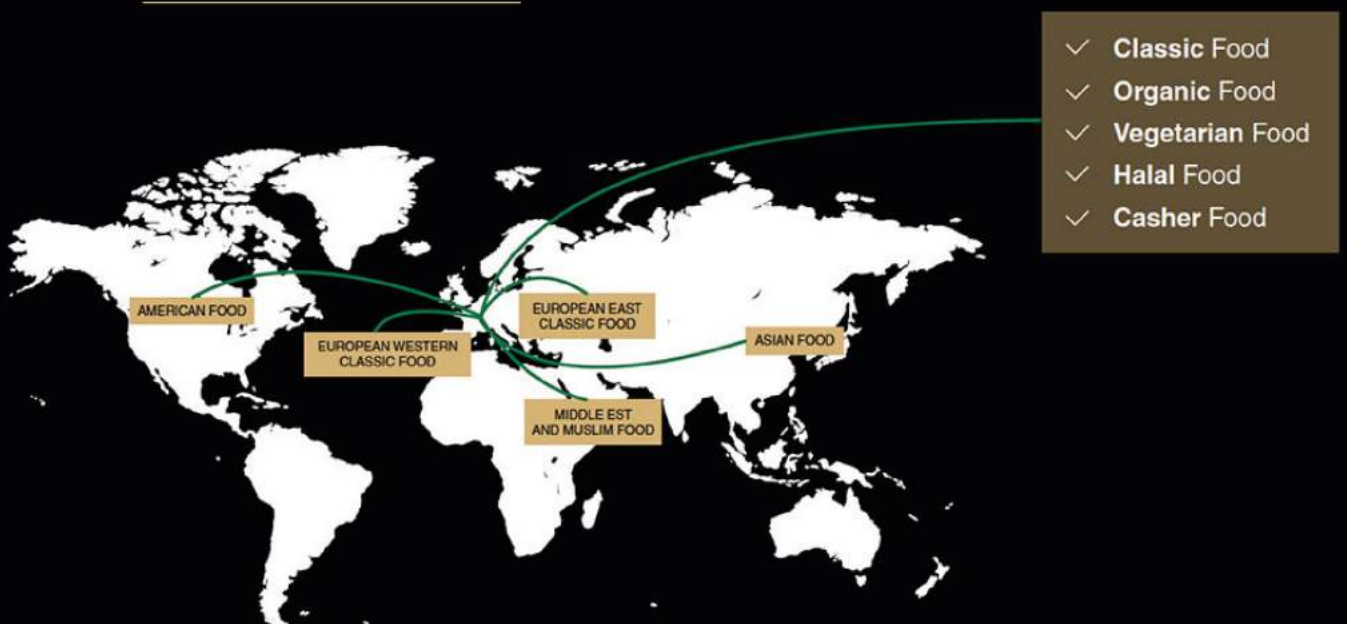 Classic Food
Organic Food
Vegetarian Food
Halal Food
Casher Food
AMERICAN FOOD
EUROPEAN WESTERN
CLASSIC FOOD
EUROPEAN EAST
CLASSIC FOOD
ASIAN FOOD
MIDDLE EST
AND MUSLIM FOOD